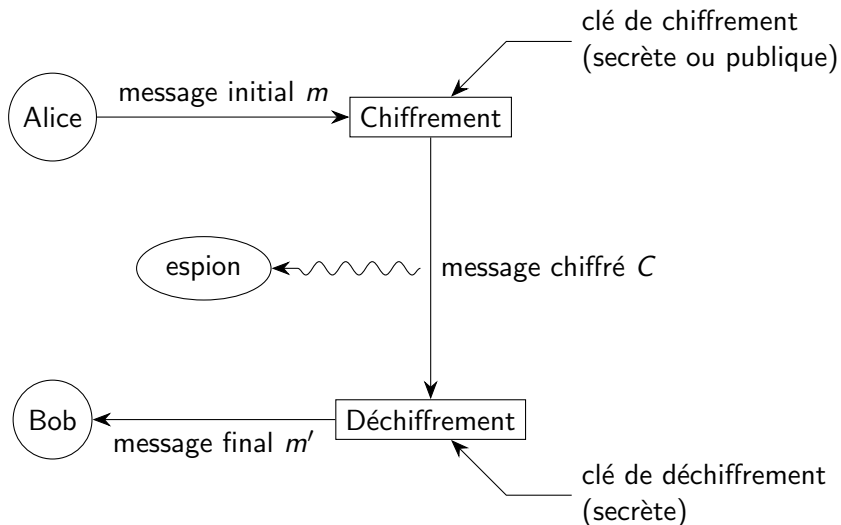 clé de chiffrement
(secrète ou publique)
Alice
message initial m
Chiffrement
espion
message chiffré C
Bob
message final m′
Déchiffrement
clé de déchiffrement
(secrète)